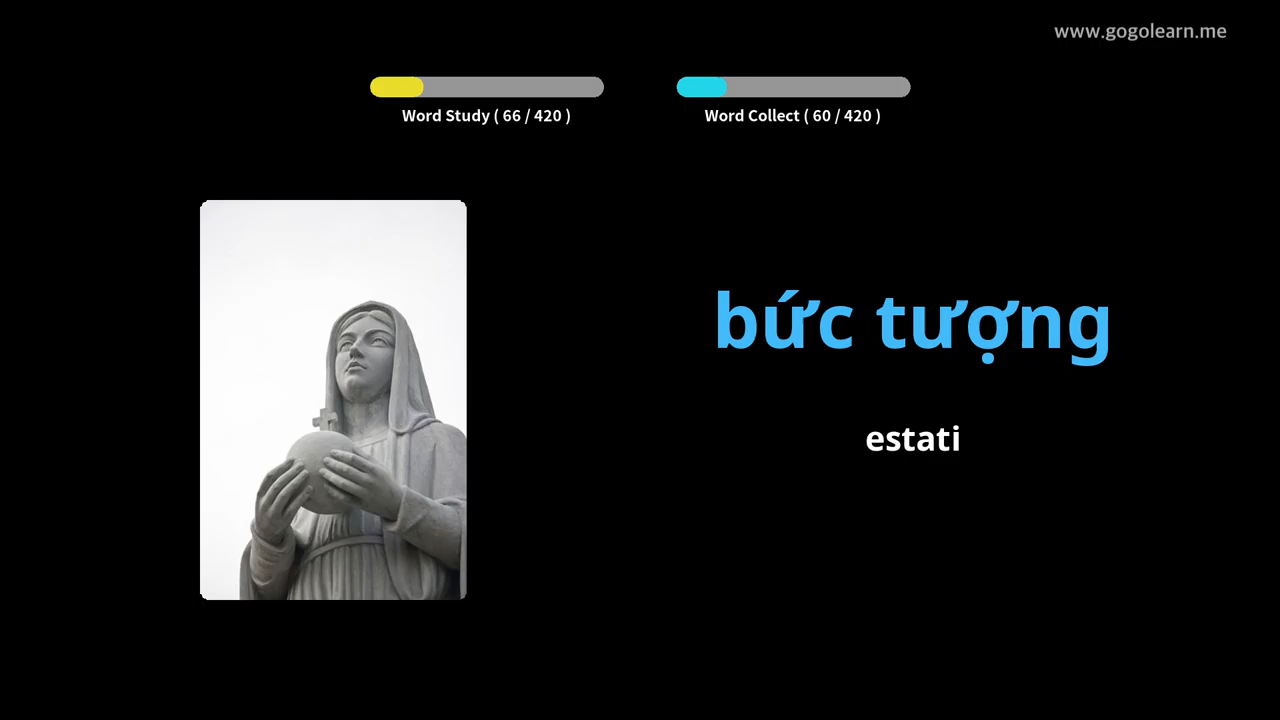 www.gogolearn.me
Word Study ( 66 / 420 )
Word Collect ( 60 / 420 )
bức tượng
estati